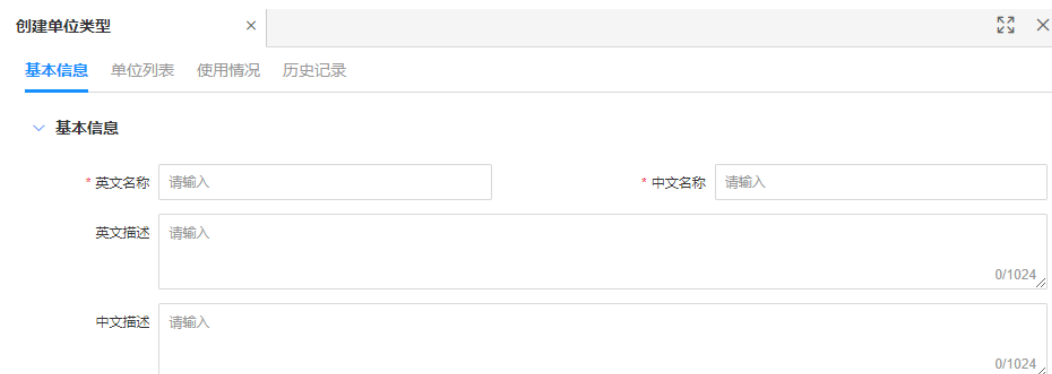 创建单位类型
基本信息 单位列表 使用情况 历史记录
基本信息
* 英文名称 请输入 * 中文名称 请输入
英文描述 请输入
0/1024
中文描述 请输入
0/1024